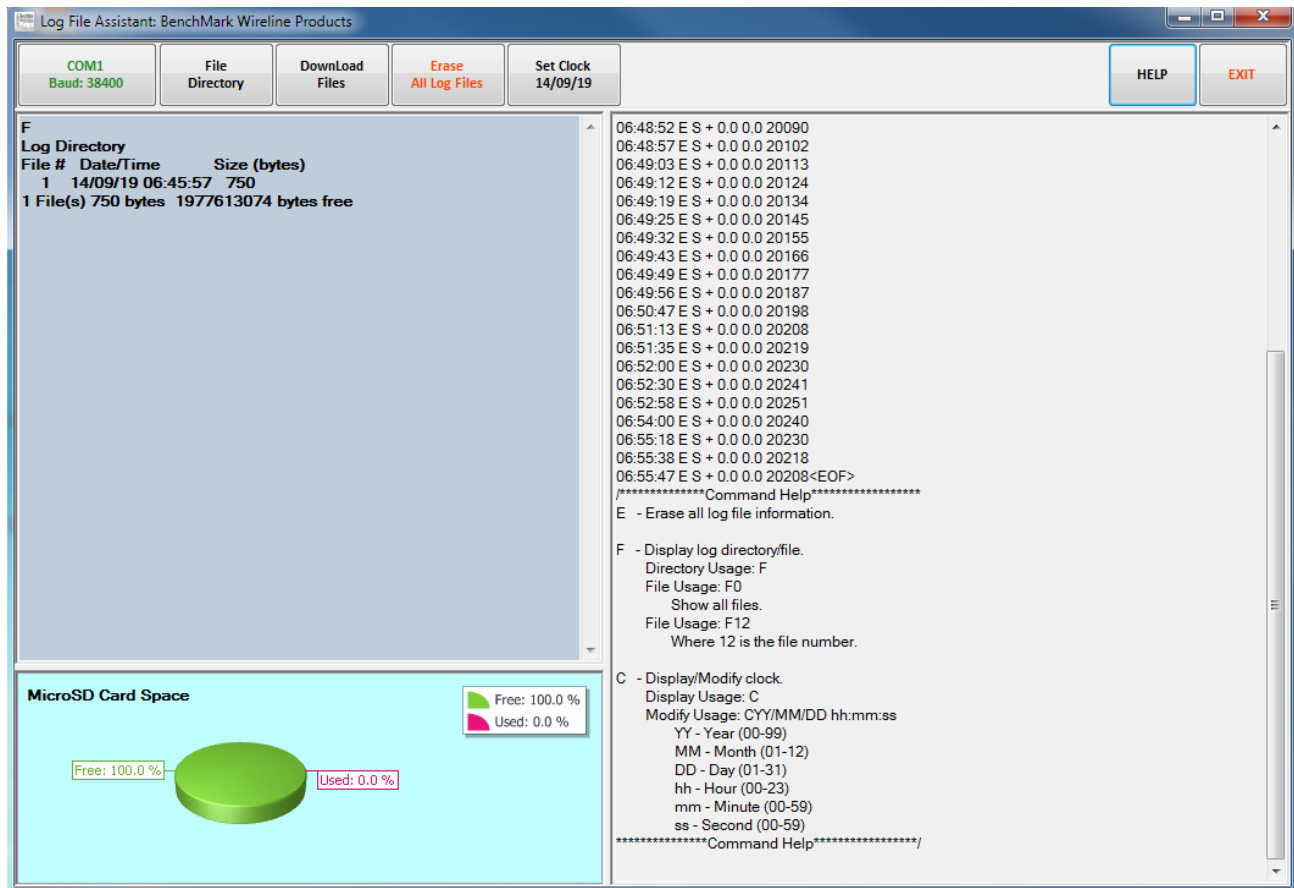 Log File Assistant: BenchMark Wireline Products
COM1
Baud: 38400
File
Directory
DownLoad
Files
Erase
All Log Files
Set Clock
14/09/19
HELP
EXIT
F
Log Directory
File # Date/Time Size (bytes)
1 14/09/19 06:45:57 750
1 File(s) 750 bytes 1977613074 bytes free
MicroSD Card Space
Free: 100.0 %
Used: 0.0 %
Free: 100.0 %
Used: 0.0 %
06:48:52 E S + 0.0 0.0 20090
06:48:57 E S + 0.0 0.0 20102
06:49:03 E S + 0.0 0.0 20113
06:49:12 E S + 0.0 0.0 20124
06:49:19 E S + 0.0 0.0 20134
06:49:25 E S + 0.0 0.0 20145
06:49:32 E S + 0.0 0.0 20155
06:49:43 E S + 0.0 0.0 20166
06:49:49 E S + 0.0 0.0 20177
06:49:56 E S + 0.0 0.0 20187
06:50:47 E S + 0.0 0.0 20198
06:51:13 E S + 0.0 0.0 20208
06:51:35 E S + 0.0 0.0 20219
06:52:00 E S + 0.0 0.0 20230
06:52:30 E S + 0.0 0.0 20241
06:52:58 E S + 0.0 0.0 20251
06:54:00 E S + 0.0 0.0 20240
06:55:18 E S + 0.0 0.0 20230
06:55:38 E S + 0.0 0.0 20218
06:55:47 E S + 0.0 0.0 20208<EOF>
/**************Command Help******************
E - Erase all log file information.
F - Display log directory/file.
Directory Usage: F
File Usage: F0
Show all files.
File Usage: F12
Where 12 is the file number.
C - Display/Modify clock.
Display Usage: C
Modify Usage: CYY/MM/DD hh:mm:ss
YY - Year (00-99)
MM - Month (01-12)
DD - Day (01-31)
hh - Hour (00-23)
mm - Minute (00-59)
ss - Second (00-59)
***************Command Help*****************/